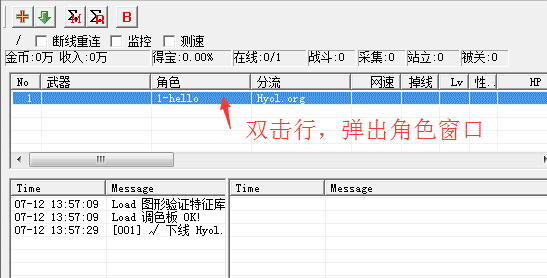 Σ M Σ R B
/ 断线重连 监控 测速
金币:0万 收入:0万 得宝:0.00% 在线:0/1 战斗:0 采集:0 站立:0 被关:0
No 武器 角色 分流 网速 掉线 Lv 性.. HP
1 1-hello Hyol.org
双击行，弹出角色窗口
Time Message Time Message
07-12 13:57:09 Load 图形验证特征库
07-12 13:57:09 Load 调色板 OK!
07-12 13:57:29 [001] √ 下线 Hyol.